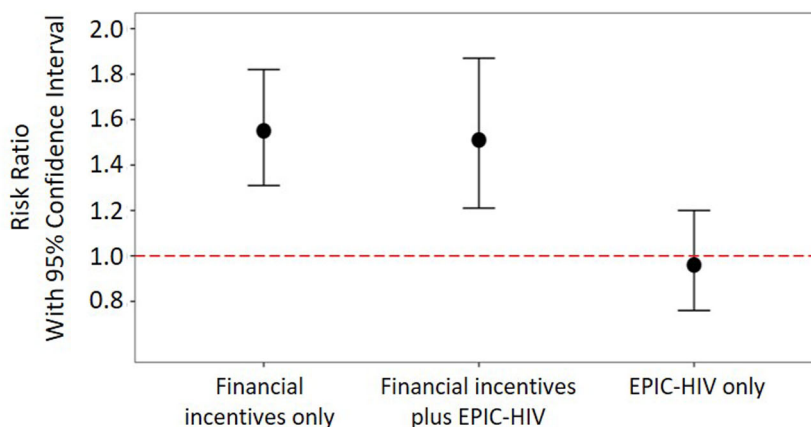 Risk Ratio
With 95% Confidence Interval
2.0
1.8
1.6
1.4
1.2
1.0
0.8
Financial
incentives only
Financial incentives
plus EPIC-HIV
EPIC-HIV only